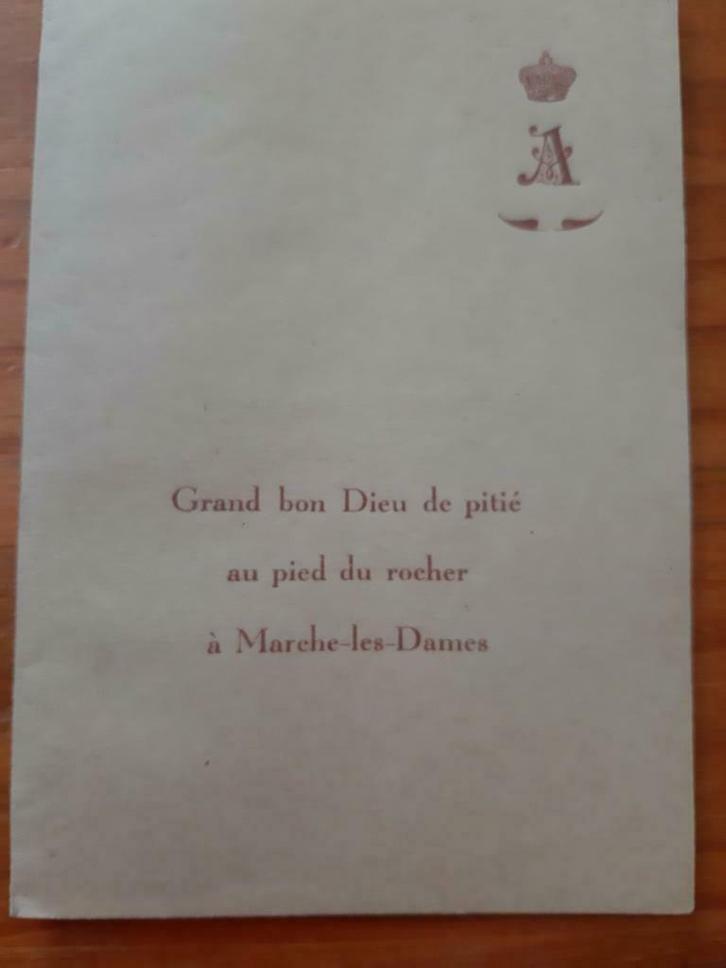 A
Grand bon Dieu de pitié
au pied du rocher
à Marche-les-Dames